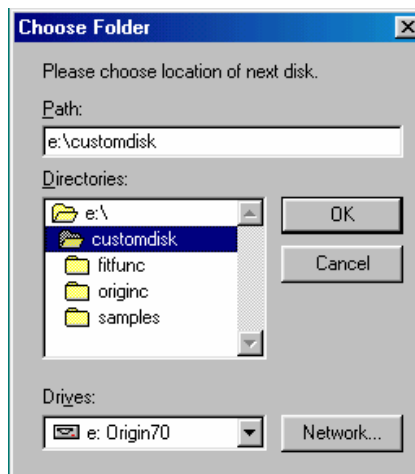 Choose Folder
Please choose location of next disk.
Path:
e:\customdisk
Directories:
e:\
OK
customdisk
Cancel
fitfunc
originc
samples
Drives:
e: Origin70
Network...